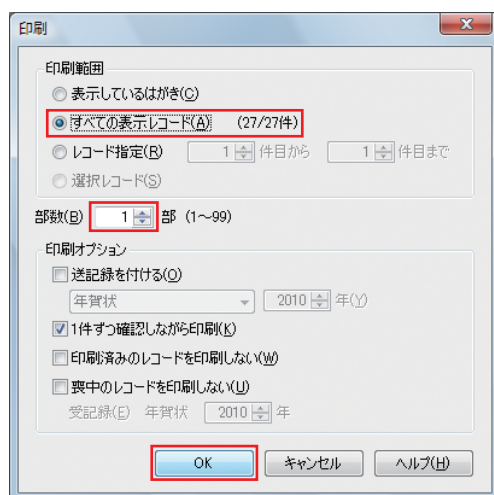 印刷
印刷範囲
表示しているはがき(C)
すべての表示レコード(A) (27/27件)
レコード指定(R) 1 件目から 1 件目まで
選択レコード(S)
部数(B) 1 部 (1～99)
印刷オプション
送記録を付ける(O)
年賀状 2010 年(Y)
1件ずつ確認しながら印刷(K)
印刷済みのレコードを印刷しない(W)
喪中のレコードを印刷しない(U)
受記録(E) 年賀状 2010 年
OK キャンセル ヘルプ(H)